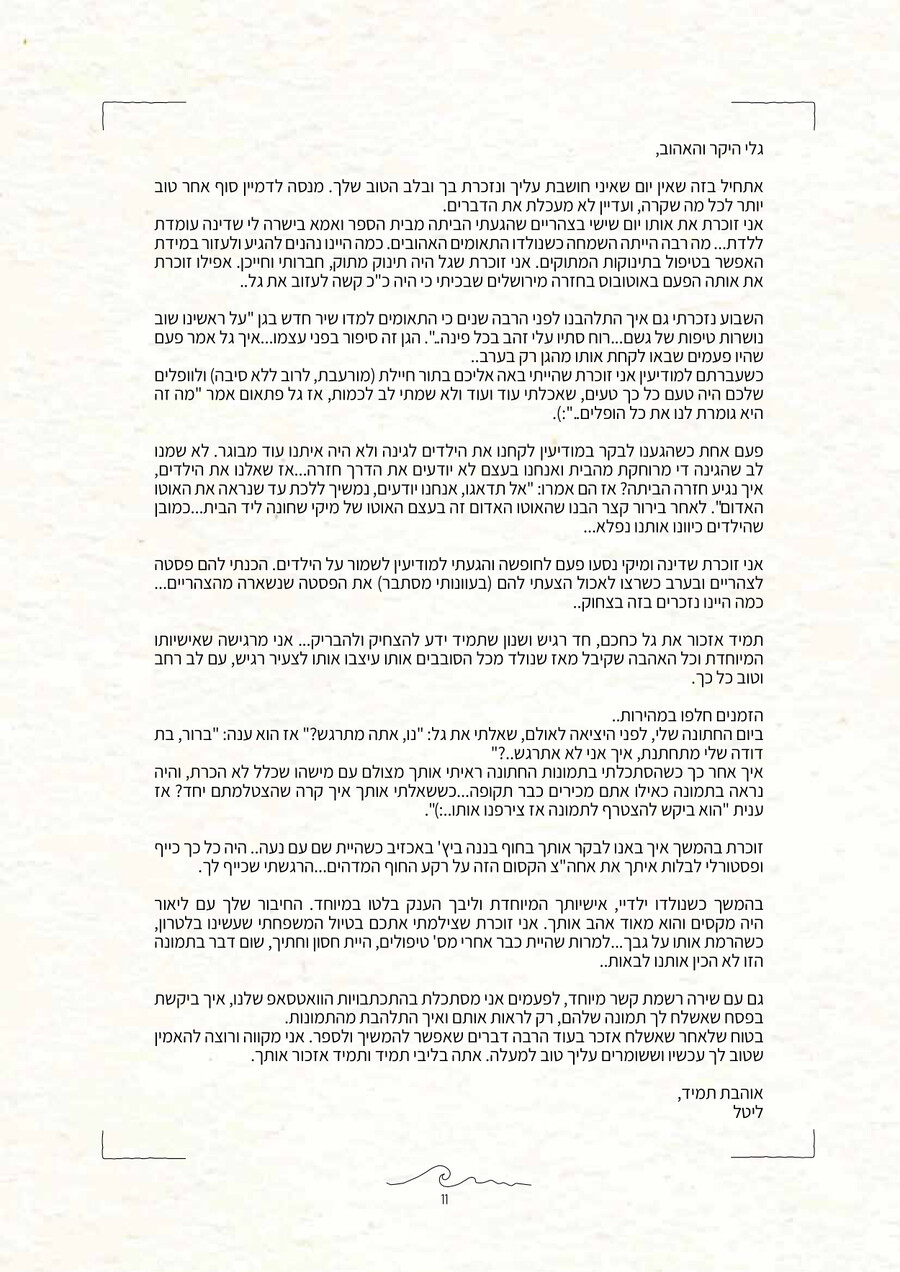 גלי היקר והאהוב,
אתחיל בזה שאין יום שאיני חושבת עליך ונזכרת בך ובלב הטוב שלך. מנסה לדמיין סוף אחר טוב
יותר לכל מה שקרה, ועדיין לא מעכלת את הדברים.
אני זוכרת את אותו יום שישי בצהריים שהגעתי הביתה מבית הספר ואמא בישרה לי שדינה עומדת
ללדת... מה רבה הייתה השמחה כשנולדו התאומים האהובים. כמה היינו נהנים להגיע ולעזור במידת
האפשר בטיפול בתינוקות המתוקים. אני זוכרת שגל היה תינוק מתוק, חברותי וחייכן. אפילו זוכרת
את אותה הפעם באוטובוס בחזרה מירושלים שבכיתי כי היה כ"כ קשה לעזוב את גל..
השבוע נזכרתי גם איך התלהבנו לפני הרבה שנים כי התאומים למדו שיר חדש בגן "על ראשינו שוב
נושרות טיפות של גשם...רוח סתיו עלי זהב בכל פינה..". הגן זה סיפור בפני עצמו...איך גל אמר פעם
שהיו פעמים שבאו לקחת אותו מהגן רק בערב..
כשעברתם למודיעין אני זוכרת שהייתי באה אליכם בתור חיילת (מורעבת, לרוב ללא סיבה) ולוופלים
שלכם היה טעם כל כך טעים, שאכלתי עוד ועוד ולא שמתי לב לכמות, אז גל פתאום אמר "מה זה
היא גומרת לנו את כל הופלים..":).
פעם אחת כשהגענו לבקר במודיעין לקחנו את הילדים לגינה ולא היה איתנו עוד מבוגר. לא שמנו
לב שהגינה די מרוחקת מהבית ואנחנו בעצם לא יודעים את הדרך חזרה...אז שאלנו את הילדים,
איך נגיע חזרה הביתה? אז הם אמרו: "אל תדאגו, אנחנו יודעים, נמשיך ללכת עד שנראה את האוטו
האדום". לאחר בירור קצר הבנו שהאוטו האדום זה בעצם האוטו של מיקי שחונה ליד הבית...כמובן
שהילדים כיוונו אותנו נפלא...
אני זוכרת שדינה ומיקי נסעו פעם לחופשה והגעתי למודיעין לשמור על הילדים. הכנתי להם פסטה
לצהריים ובערב כשרצו לאכול הצעתי להם (בעוונותי מסתבר) את הפסטה שנשארה מהצהריים...
כמה היינו נזכרים בזה בצחוק..
תמיד אזכור את גל כחכם, חד רגיש ושנון שתמיד ידע להצחיק ולהבריק... אני מרגישה שאישיותו
המיוחדת וכל האהבה שקיבל מאז שנולד מכל הסובבים אותו עיצבו אותו לצעיר רגיש, עם לב רחב
וטוב כל כך.
הזמנים חלפו במהירות..
ביום החתונה שלי, לפני היציאה לאולם, שאלתי את גל: "נו, אתה מתרגש?" אז הוא ענה: "ברור, בת
דודה שלי מתחתנת, איך אני לא אתרגש..?"
איך אחר כך כשהסתכלתי בתמונות החתונה ראיתי אותך מצולם עם מישהו שכלל לא הכרת, והיה
נראה בתמונה כאילו אתם מכירים כבר תקופה...כששאלתי אותך איך קרה שהצטלמתם יחד? אז
ענית "הוא ביקש להצטרף לתמונה אז צירפנו אותו..:)".
זוכרת בהמשך איך באנו לבקר אותך בחוף בננה ביץ' באכזיב כשהיית שם עם נעה.. היה כל כך כייף
ופסטורלי לבלות איתך את אחה"צ הקסום הזה על רקע החוף המדהים...הרגשתי שכייף לך.
בהמשך כשנולדו ילדיי, אישיותך המיוחדת וליבך הענק בלטו במיוחד. החיבור שלך עם ליאור
היה מקסים והוא מאוד אהב אותך. אני זוכרת שצילמתי אתכם בטיול המשפחתי שעשינו בלטרון,
כשהרמת אותו על גבך...למרות שהיית כבר אחרי מס' טיפולים, היית חסון וחתיך, שום דבר בתמונה
הזו לא הכין אותנו לבאות..
גם עם שירה רשמת קשר מיוחד, לפעמים אני מסתכלת בהתכתבויות הוואטסאפ שלנו, איך ביקשת
בפסח שאשלח לך תמונה שלהם, רק לראות אותם ואיך התלהבת מהתמונות.
בטוח שלאחר שאשלח אזכר בעוד הרבה דברים שאפשר להמשיך ולספר. אני מקווה ורוצה להאמין
שטוב לך עכשיו וששומרים עליך טוב למעלה. אתה בליבי תמיד ותמיד אזכור אותך.
אוהבת תמיד,
ליטל
11